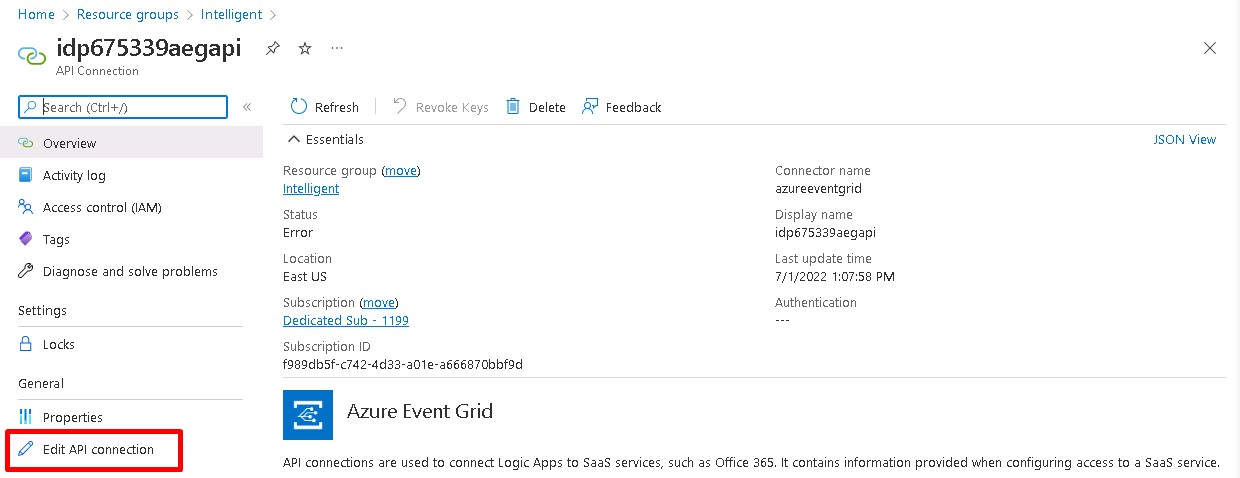 Home > Resource groups > Intelligent >
idp675339aegapi
API Connection
Search (Ctrl+/)
Refresh
Revoke Keys
Delete
Feedback
Overview
Activity log
Access control (IAM)
Tags
Diagnose and solve problems
Settings
Locks
General
Properties
Edit API connection
Essentials
JSON View
Resource group (move)
Intelligent
Status
Error
Location
East US
Subscription (move)
Dedicated Sub - 1199
Subscription ID
f989db5f-c742-4d33-a01e-a666870bbf9d
Connector name
azureeventgrid
Display name
idp675339aegapi
Last update time
7/1/2022 1:07:58 PM
Authentication
---
Azure Event Grid
API connections are used to connect Logic Apps to SaaS services, such as Office 365. It contains information provided when configuring access to a SaaS service.